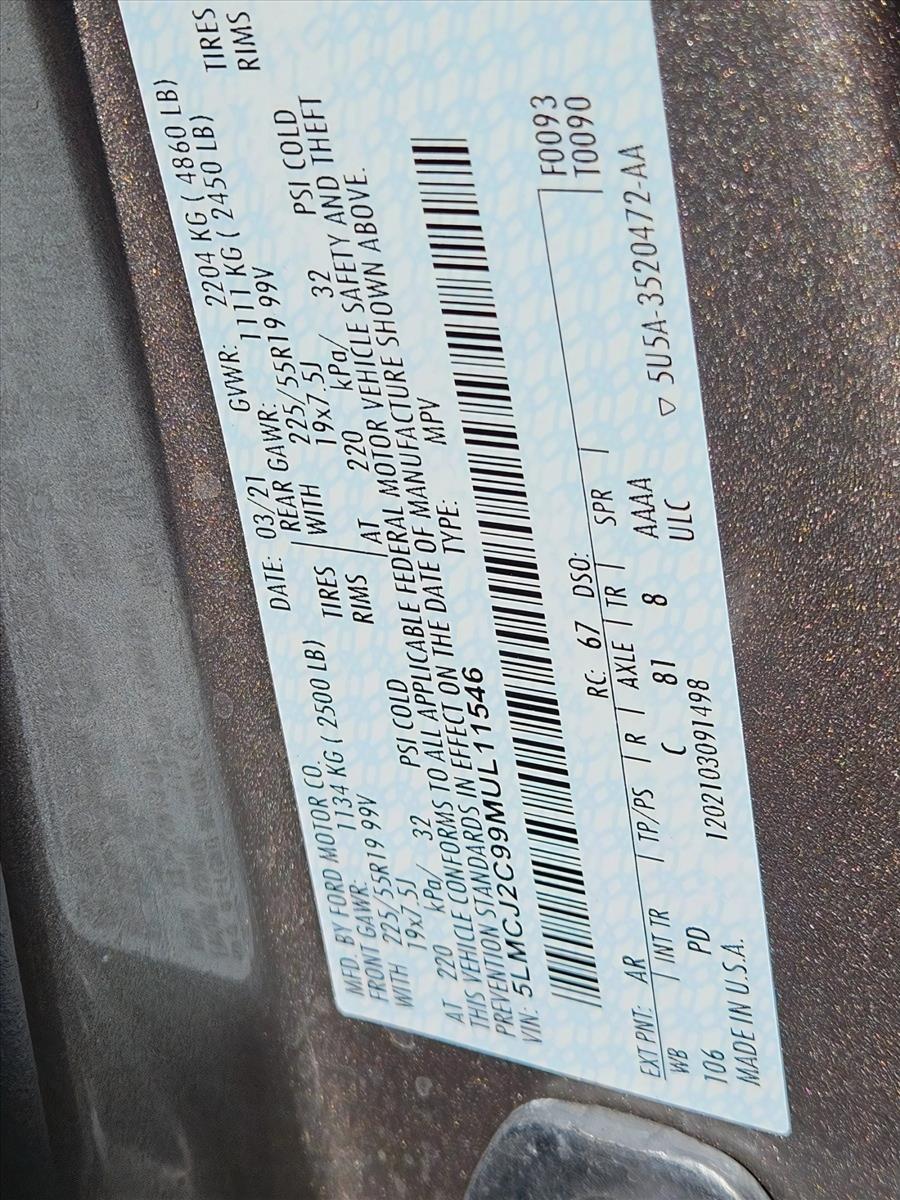 MFD. BY FORD MOTOR CO.
DATE: 03/21 GVWR: 2204 KG ( 4860 LB)
FRONT GAWR: 1134 KG ( 2500 LB) REAR GAWR: 1111 KG ( 2450 LB)
WITH 225/55R19 99V TIRES WITH 225/55R19 99V TIRES
19x7.5J RIMS 19x7.5J RIMS
AT 220 kPa/ 32 PSI COLD AT 220 kPa/ 32 PSI COLD
THIS VEHICLE CONFORMS TO ALL APPLICABLE FEDERAL MOTOR VEHICLE SAFETY AND THEFT
PREVENTION STANDARDS IN EFFECT ON THE DATE OF MANUFACTURE SHOWN ABOVE.
VIN: 5LMCJ2C99MUL11546 TYPE: MPV
F0093
T0090
EXT PNT: AR RC: 67 DSO:
WB INT TR TP/PS R AXLE TR SPR
106 PD C 81 8 AAAA
ULC
MADE IN U.S.A. 120210309 1498 ▽ 5U5A-3520472-AA